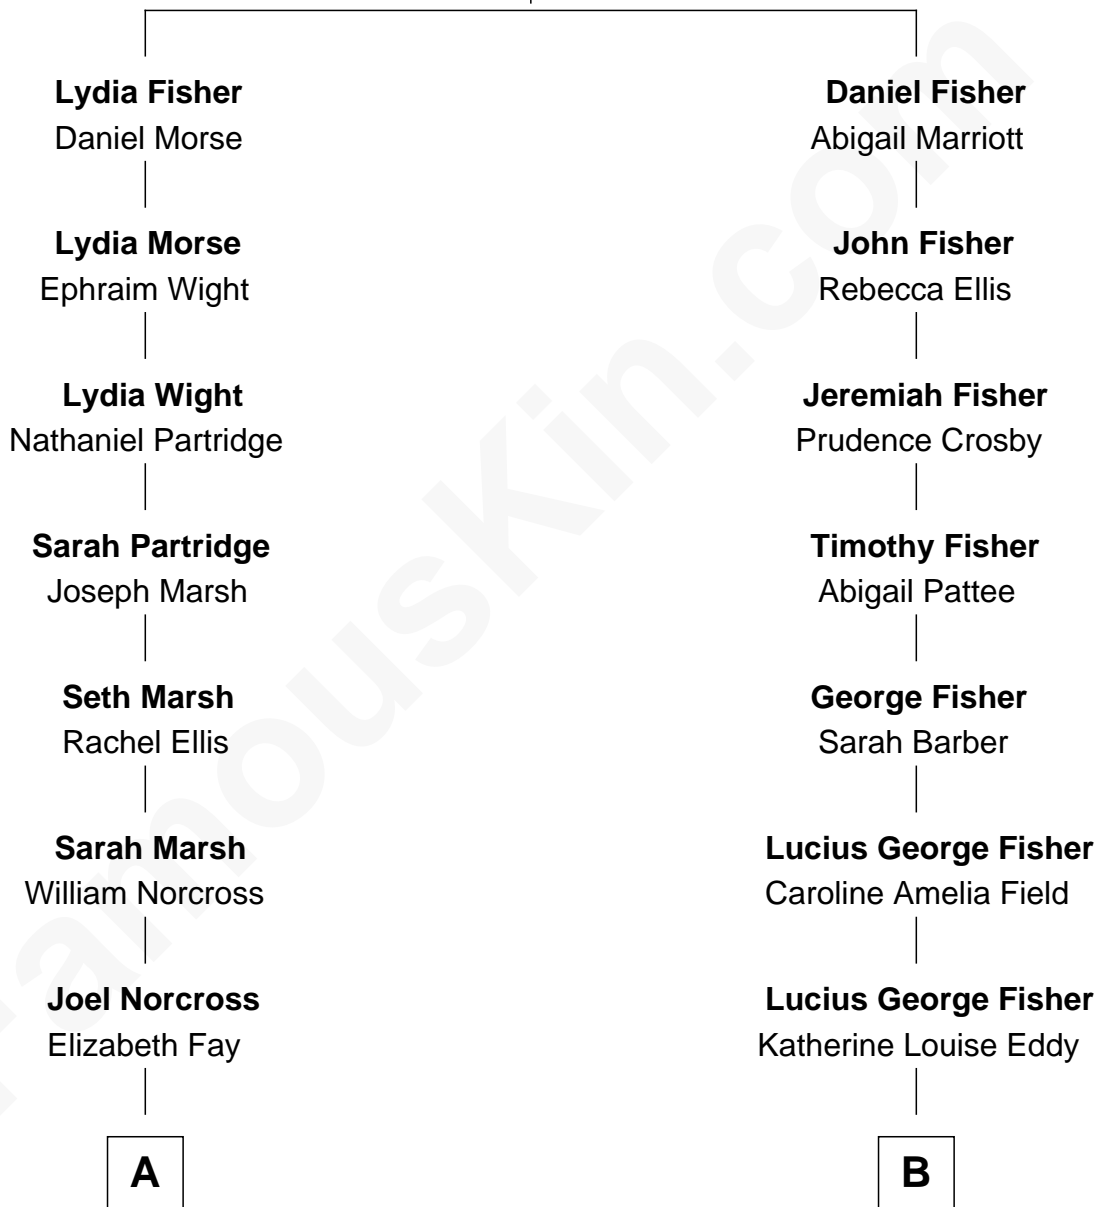 Lydia Fisher
Daniel Morse
Lydia Morse
Ephraim Wight
Lydia Wight
Nathaniel Partridge
Sarah Partridge
Joseph Marsh
Seth Marsh
Rachel Ellis
Sarah Marsh
William Norcross
Joel Norcross
Elizabeth Fay
A
Daniel Fisher
Abigail Marriott
John Fisher
Rebecca Ellis
Jeremiah Fisher
Prudence Crosby
Timothy Fisher
Abigail Pattee
George Fisher
Sarah Barber
Lucius George Fisher
Caroline Amelia Field
Lucius George Fisher
Katherine Louise Eddy
B
FamousKin.com